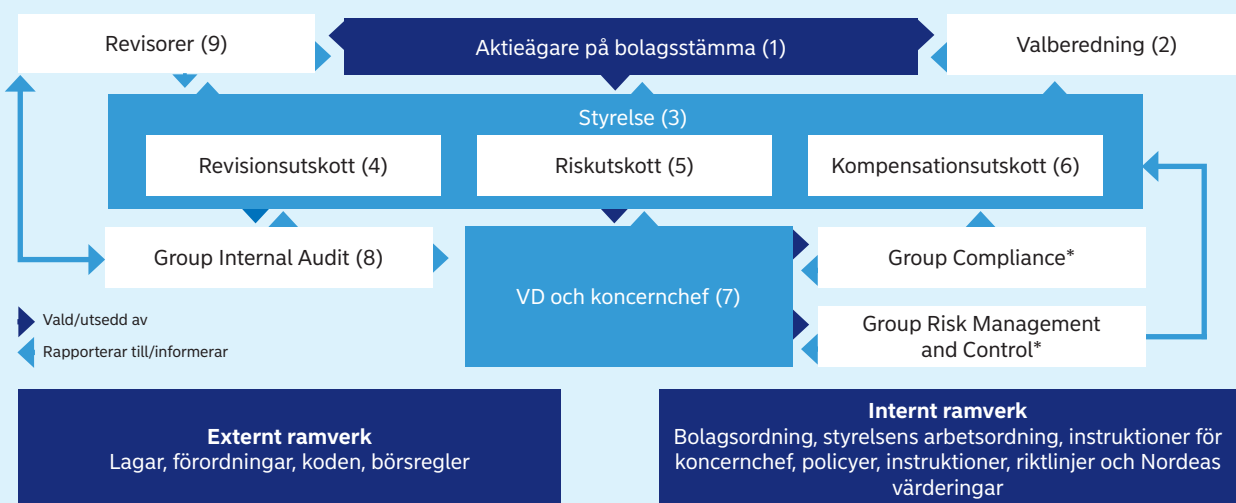 Revisorer (9)
Aktieägare på bolagsstämma (1)
Valberedning (2)
Styrelse (3)
Revisionsutskott (4)
Riskutskott (5)
Kompensationsutskott (6)
Group Internal Audit (8)
VD och koncernchef (7)
Group Compliance*
Group Risk Management
and Control*
Vald/utsedd av
Rapporterar till/informerar
Externt ramverk
Lagar, förordningar, koden, börsregler
Internt ramverk
Bolagsordning, styrelsens arbetsordning, instruktioner för
koncernchef, policyer, instruktioner, riktlinjer och Nordeas
värderingar